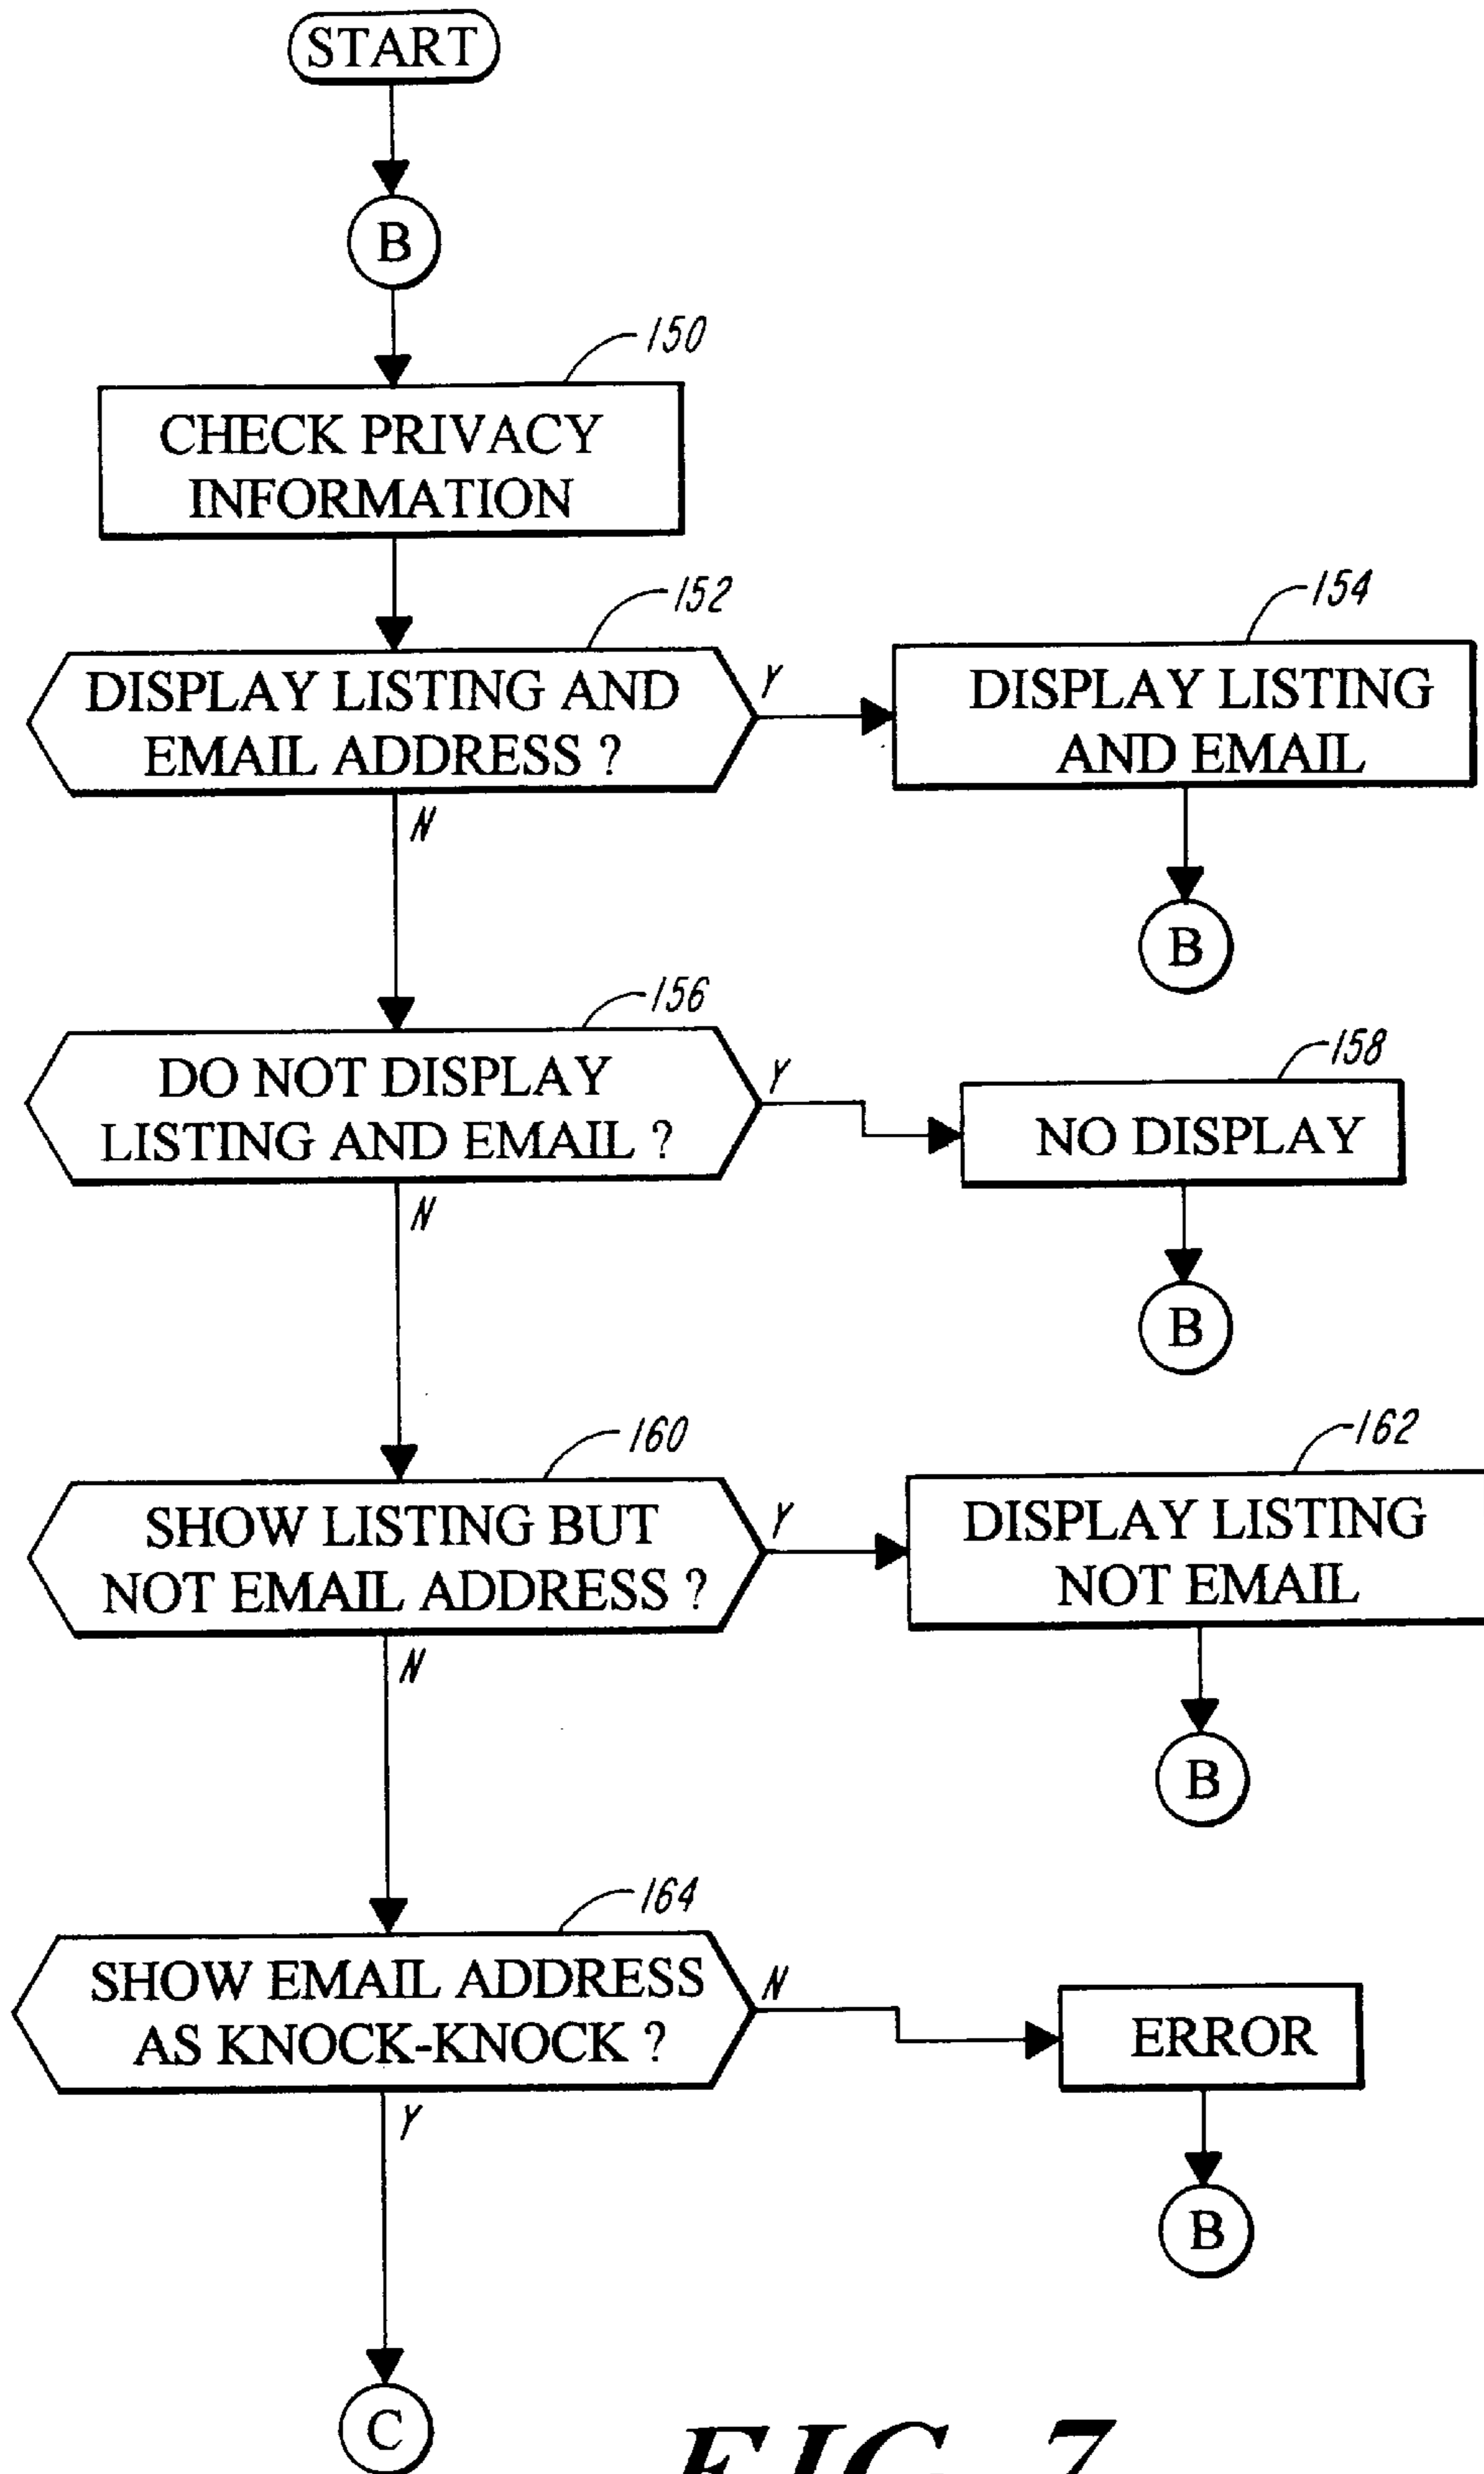 START
B
150
CHECK PRIVACY
INFORMATION
152
DISPLAY LISTING AND
EMAIL ADDRESS ?
Y
N
154
DISPLAY LISTING
AND EMAIL
B
156
DO NOT DISPLAY
LISTING AND EMAIL ?
Y
N
158
NO DISPLAY
B
160
SHOW LISTING BUT
NOT EMAIL ADDRESS ?
Y
N
162
DISPLAY LISTING
NOT EMAIL
B
164
SHOW EMAIL ADDRESS
AS KNOCK-KNOCK ?
N
Y
ERROR
B
C
FIG. 7